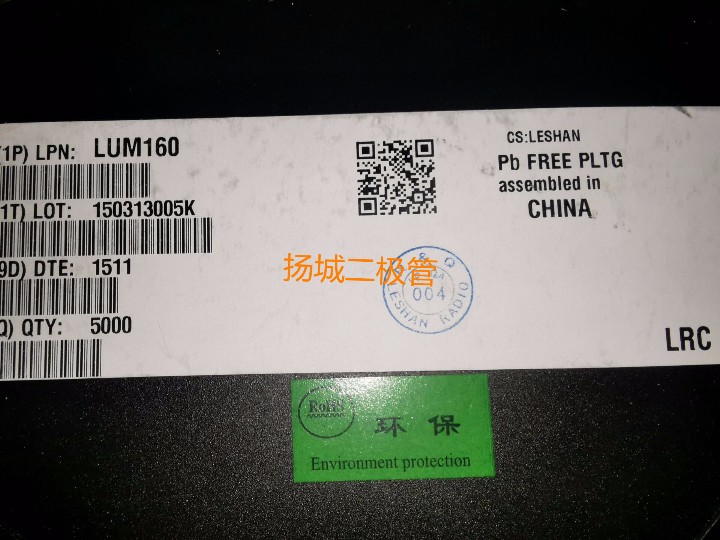 (1P) LPN: LUM160
1T) LOT: 150313005K
9D) DTE: 1511
Q) QTY: 5000
CS:LESHAN
Pb FREE PLTG
assembled in
CHINA
& Q
004
LESHAN RADIO
扬城二极管
LRC
RoHS
环保
Environment protection